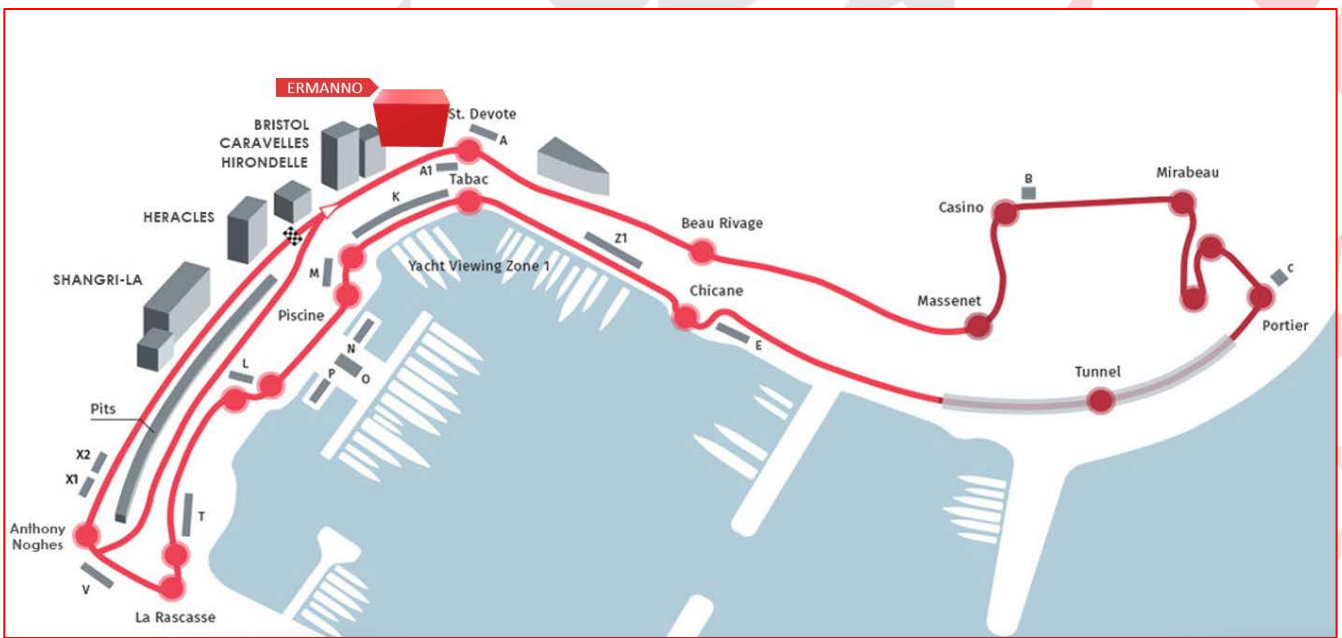 ERMANNO
St. Devote
A
BRISTOL
CARAVELLES
HIRONDELLE
A1
Tabac
K
HERACLES
SHANGRI-LA
M
Piscine
Yacht Viewing Zone 1
Z1
Beau Rivage
Chicane
E
Casino
B
Mirabeau
Massenet
C
Portier
Tunnel
N
O
P
L
Pits
X2
X1
T
Anthony
Noghes
V
La Rascasse